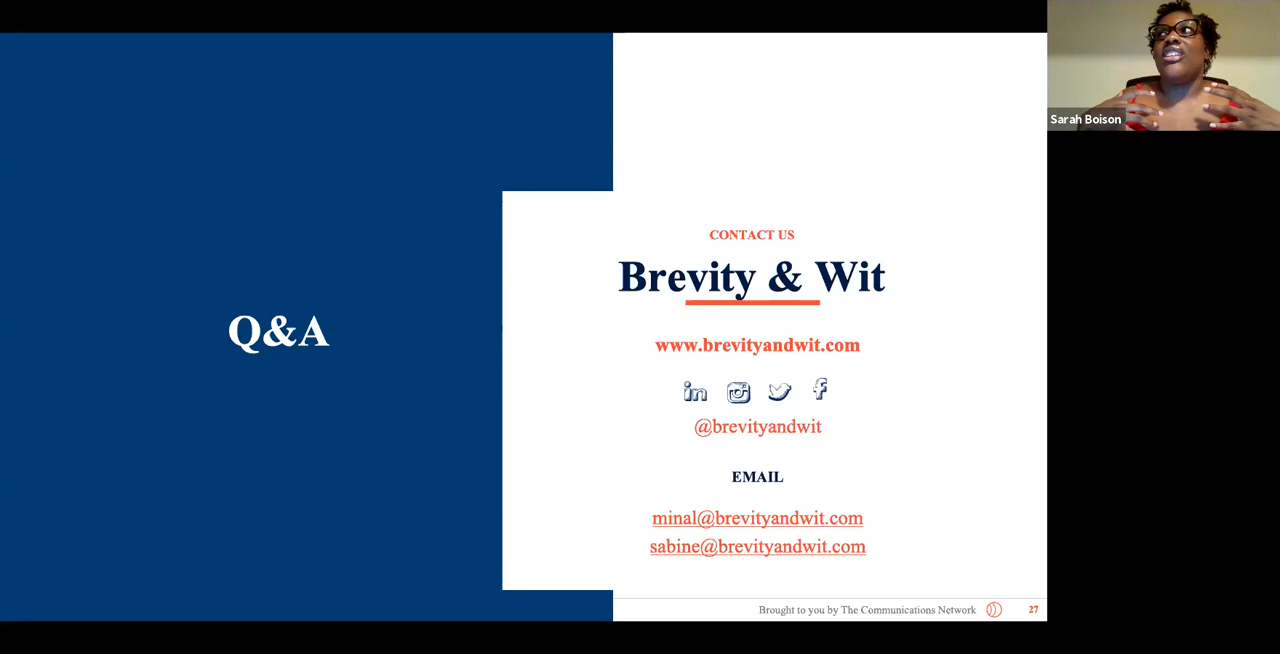 Sarah Boison
Q&A
CONTACT US
Brevity & Wit
www.brevityandwit.com
@brevityandwit
EMAIL
minal@brevityandwit.com
sabine@brevityandwit.com
Brought to you by The Communications Network
27